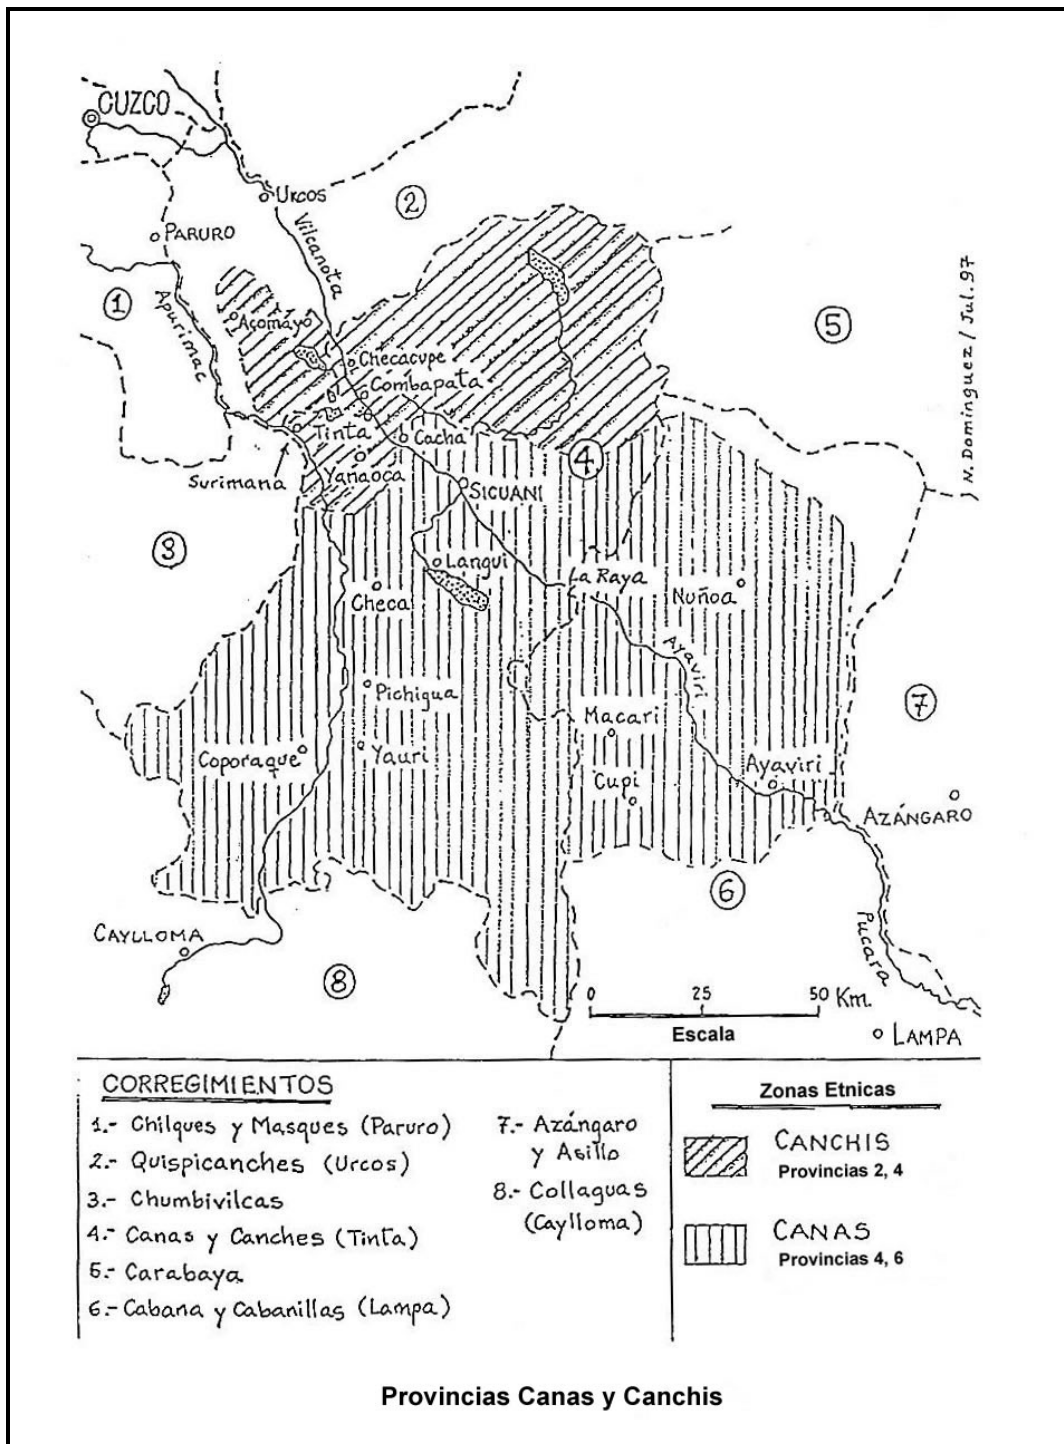 CUZCO
URCOS
2
Vilcanota
PARURO
1
Apurimac
Acomayo
5
N. Dominguez / Jul. 97
Checacupe
Combapata
Tinta
Cacha
4
Surimana
Yanaoca
SICUANI
3
Langui
La Raya
Checa
Nuñoa
Ayaviri
Pichigua
Macari
7
Coporaque
Yauri
Ayaviri
Cupi
AZÁNGARO
6
CAYLLOMA
Pucara
8
0 25 50 Km.
Escala
LAMPA
CORREGIMIENTOS
1.- Chilques y Masques (Paruro)
2.- Quispicanches (Urcos)
3.- Chumbivilcas
4.- Canas y Canches (Tinta)
5.- Carabaya
6.- Cabana y Cabanillas (Lampa)
7.- Azángaro
y Asillo
8.- Collaguas
(Caylloma)
Zonas Etnicas
CANCHIS
Provincias 2, 4
CANAS
Provincias 4, 6
Provincias Canas y Canchis